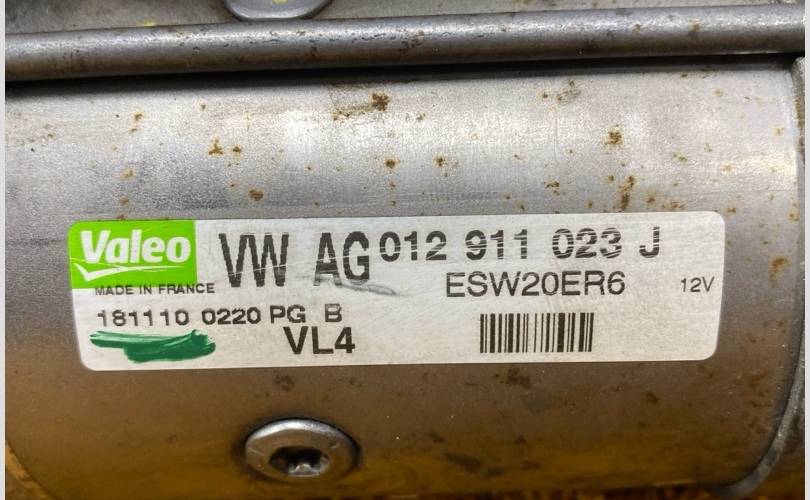 Valeo VW AG 012 911 023 J
MADE IN FRANCE ESW20ER6 12V
181110 0220 PG B
VL4